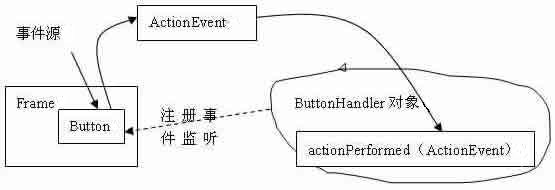 ActionEvent
事件源
Frame
Button
注册事
件监听
ButtonHandler 对象
actionPerformed（ActionEvent）